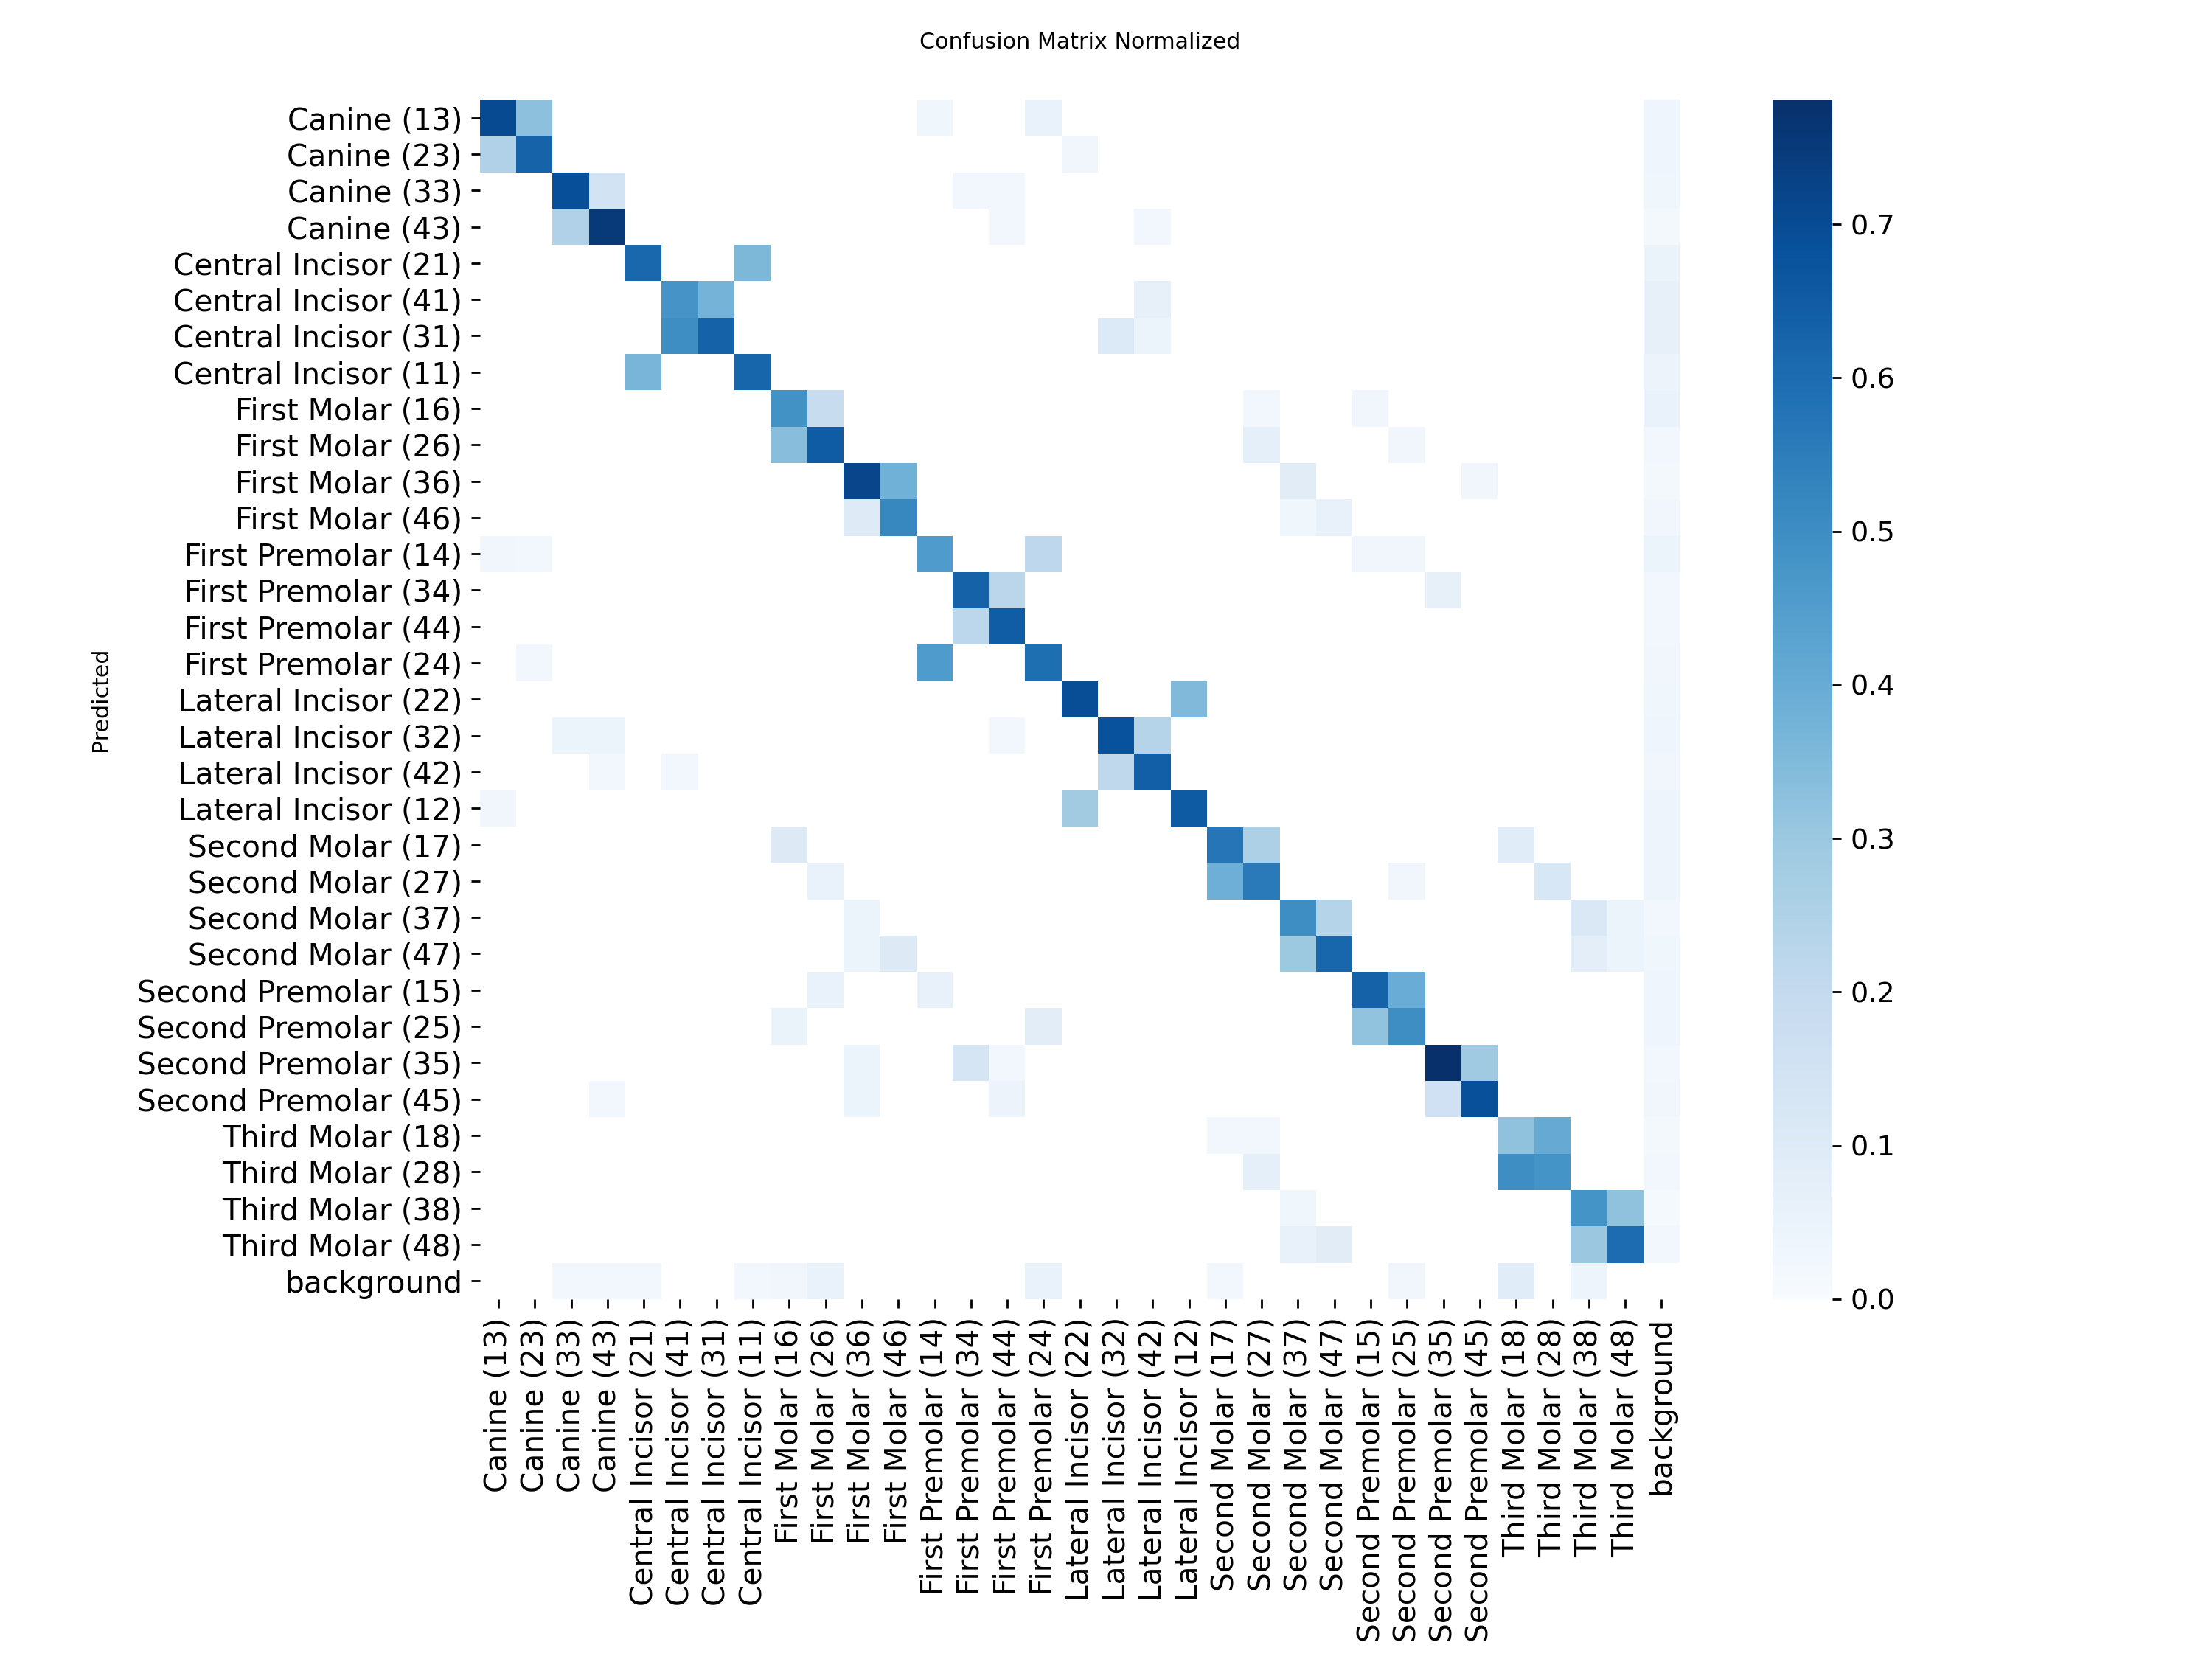 Confusion Matrix Normalized
Canine (13)
Canine (23)
Canine (33)
Canine (43)
Central Incisor (21)
Central Incisor (41)
Central Incisor (31)
Central Incisor (11)
First Molar (16)
First Molar (26)
First Molar (36)
First Molar (46)
First Premolar (14)
First Premolar (34)
First Premolar (44)
First Premolar (24)
Lateral Incisor (22)
Lateral Incisor (32)
Lateral Incisor (42)
Lateral Incisor (12)
Second Molar (17)
Second Molar (27)
Second Molar (37)
Second Molar (47)
Second Premolar (15)
Second Premolar (25)
Second Premolar (35)
Second Premolar (45)
Third Molar (18)
Third Molar (28)
Third Molar (38)
Third Molar (48)
background
Predicted
Canine (13)
Canine (23)
Canine (33)
Canine (43)
Central Incisor (21)
Central Incisor (41)
Central Incisor (31)
Central Incisor (11)
First Molar (16)
First Molar (26)
First Molar (36)
First Molar (46)
First Premolar (14)
First Premolar (34)
First Premolar (44)
First Premolar (24)
Lateral Incisor (22)
Lateral Incisor (32)
Lateral Incisor (42)
Lateral Incisor (12)
Second Molar (17)
Second Molar (27)
Second Molar (37)
Second Molar (47)
Second Premolar (15)
Second Premolar (25)
Second Premolar (35)
Second Premolar (45)
Third Molar (18)
Third Molar (28)
Third Molar (38)
Third Molar (48)
background
0.7
0.6
0.5
0.4
0.3
0.2
0.1
0.0